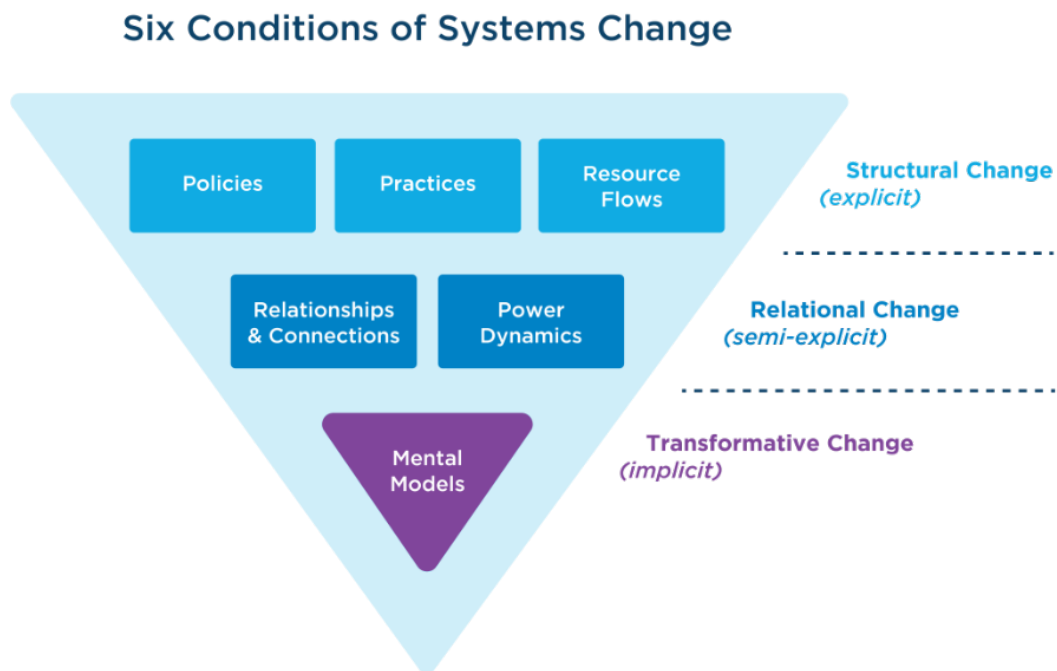 Six Conditions of Systems Change
Policies
Practices
Resource
Flows
Structural Change
(explicit)
Relationships
& Connections
Power
Dynamics
Relational Change
(semi-explicit)
Mental
Models
Transformative Change
(implicit)